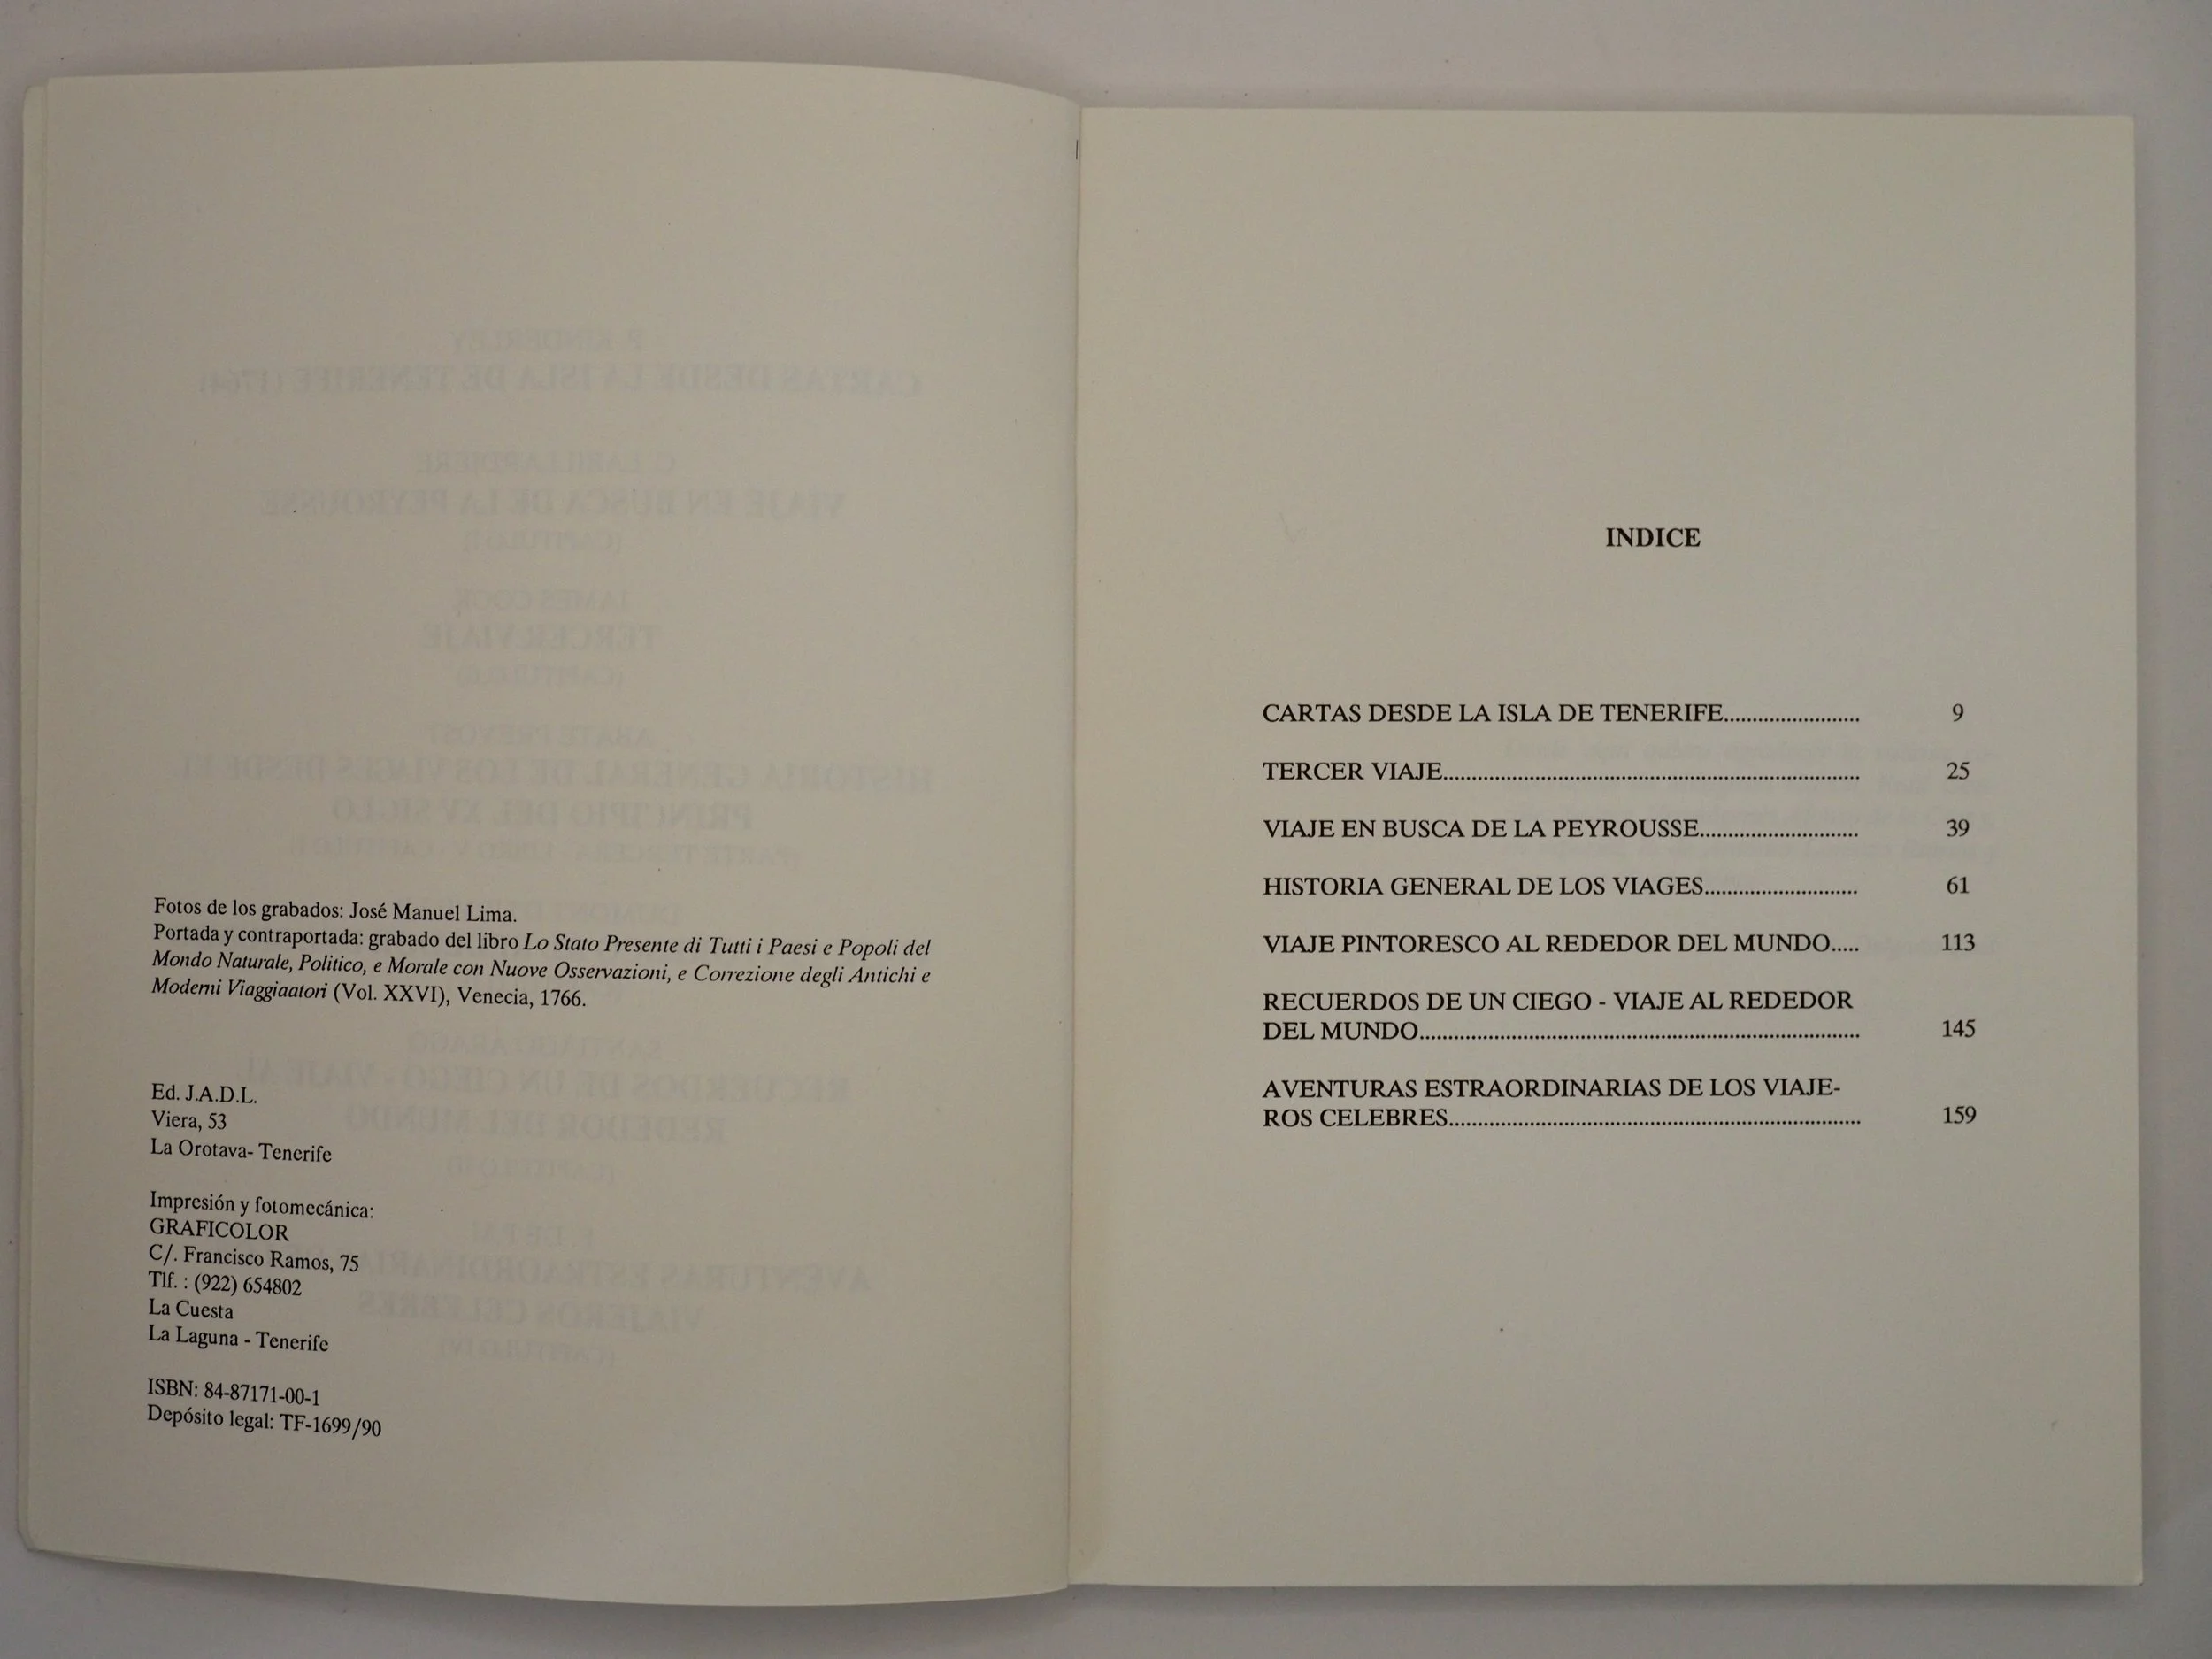 Fotos de los grabados: José Manuel Lima.
Portada y contraportada: grabado del libro Lo Stato Presente di Tutti i Paesi e Popoli del
Mondo Naturale, Politico, e Morale con Nuove Osservazioni, e Correzione degli Antichi e
Moderni Viaggiaatori (Vol. XXVI), Venecia, 1766.
Ed. J.A.D.L.
Viera, 53
La Orotava- Tenerife
Impresión y fotomecánica:
GRAFICOLOR
C/. Francisco Ramos, 75
Tlf. : (922) 654802
La Cuesta
La Laguna - Tenerife
ISBN: 84-87171-00-1
Depósito legal: TF-1699/90
INDICE
CARTAS DESDE LA ISLA DE TENERIFE........................ 9
TERCER VIAJE......................................................................... 25
VIAJE EN BUSCA DE LA PEYROUSSE............................ 39
HISTORIA GENERAL DE LOS VIAGES........................... 61
VIAJE PINTORESCO AL REDEDOR DEL MUNDO..... 113
RECUERDOS DE UN CIEGO - VIAJE AL REDEDOR
DEL MUNDO............................................................................. 145
AVENTURAS ESTRAORDINARIAS DE LOS VIAJE-
ROS CELEBRES........................................................................ 159